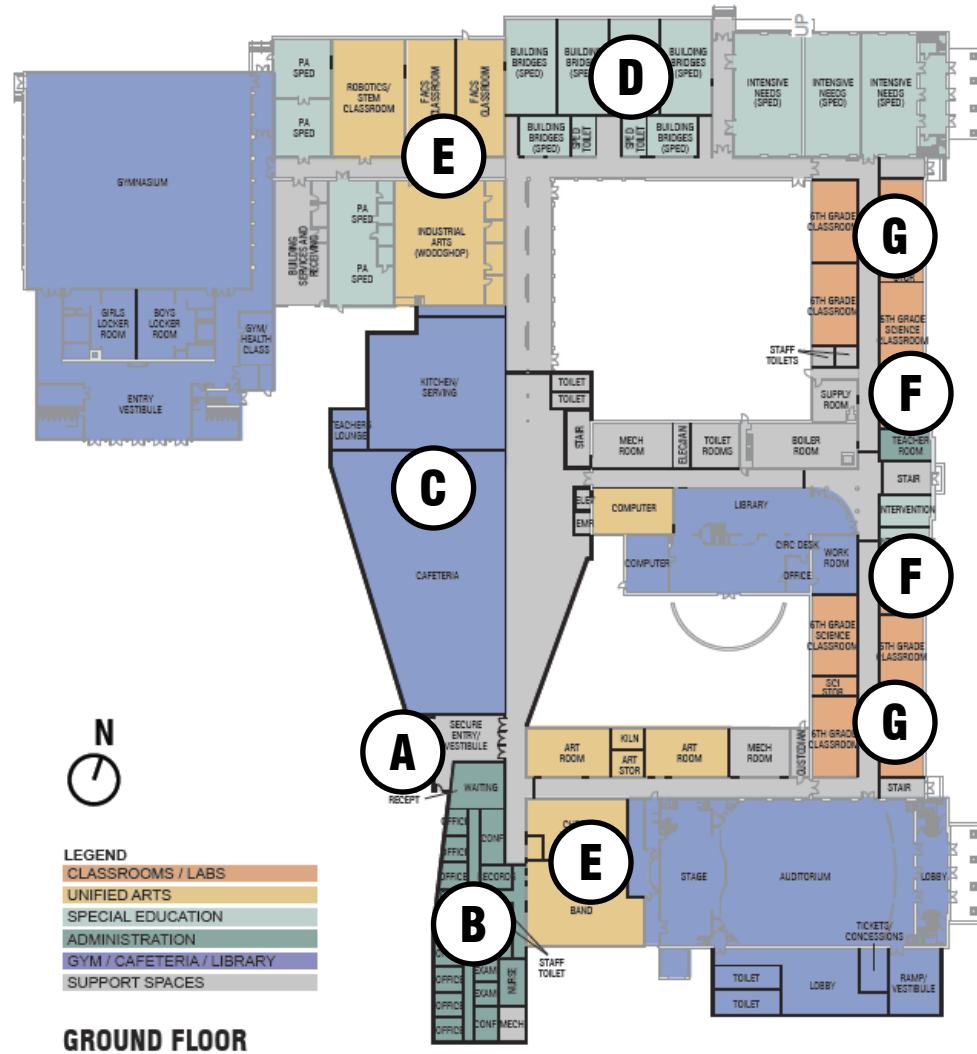 UP
PA
SPED
PA
SPED
ROBOTICS/
STEM
CLASSROOM
FACS
CLASSROOM
FACS
CLASSROOM
BUILDING
BRIDGES
(SPED)
BUILDING
BRIDGES
(SPED)
BUILDING
BRIDGES
(SPED)
D
INTENSIVE
NEEDS
(SPED)
INTENSIVE
NEEDS
(SPED)
INTENSIVE
NEEDS
(SPED)
BUILDING
BRIDGES
(SPED)
SPED
TOILET
SPED
TOILET
BUILDING
BRIDGES
(SPED)
E
GYMNASIUM
BUILDING
SERVICES AND
RECEIVING
PA
SPED
PA
SPED
INDUSTRIAL
ARTS
(WOODSHOP)
6TH GRADE
CLASSROOM
G
6TH GRADE
CLASSROOM
6TH GRADE
SCIENCE
CLASSROOM
GIRLS
LOCKER
ROOM
BOYS
LOCKER
ROOM
GYM/
HEALTH
CLASS
STAFF
TOILETS
ENTRY
VESTIBULE
KITCHEN/
SERVING
TOILET
TOILET
SUPPLY
ROOM
F
TEACHERS
LOUNGE
STAIR
MECH
ROOM
TOILET
ROOMS
BOILER
ROOM
TEACHER
ROOM
STAIR
C
ELEV
EMR
COMPUTER
LIBRARY
INTERVENTION
CAFETERIA
COMPUTER
CIRC DESK
OFFICE
WORK
ROOM
F
6TH GRADE
SCIENCE
CLASSROOM
6TH GRADE
CLASSROOM
SCI
STOR
G
6TH GRADE
CLASSROOM
A
SECURE
ENTRY/
VESTIBULE
ART
ROOM
KILN
ART
STOR
ART
ROOM
MECH
ROOM
CUSTODIAN
STAIR
RECEPT
WAITING
OFFICE
OFFICE
OFFICE
CONF
RECORDS
B
E
BAND
STAGE
AUDITORIUM
LOBBY
TICKETS/
CONCESSIONS
STAFF
TOILET
OFFICE
OFFICE
OFFICE
EXAM
EXAM
CONF
NURSE
MECH
TOILET
TOILET
LOBBY
RAMP/
VESTIBULE
N
LEGEND
CLASSROOMS / LABS
UNIFIED ARTS
SPECIAL EDUCATION
ADMINISTRATION
GYM / CAFETERIA / LIBRARY
SUPPORT SPACES
GROUND FLOOR